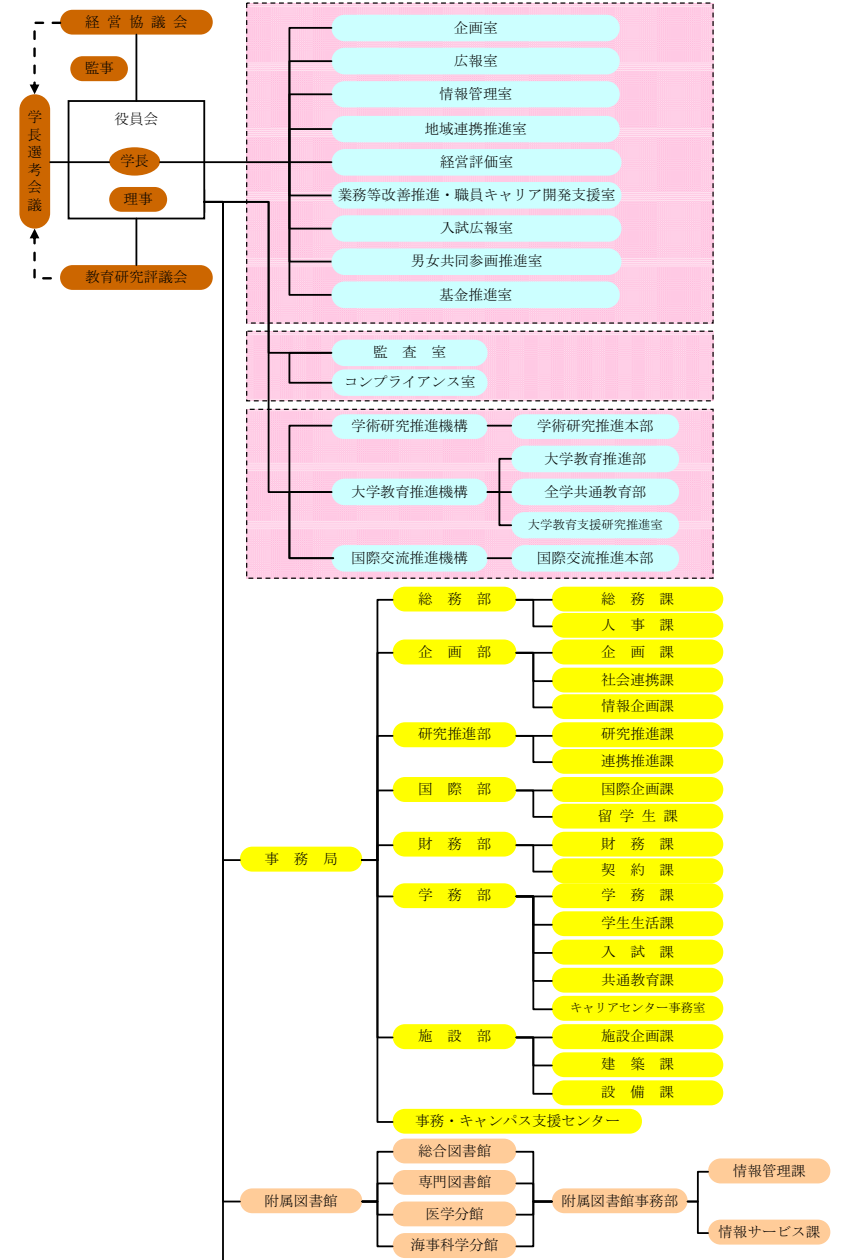 経営協議会
監事
学長選考会議
役員会
学長
理事
教育研究評議会
企画室
広報室
情報管理室
地域連携推進室
経営評価室
業務等改善推進・職員キャリア開発支援室
入試広報室
男女共同参画推進室
基金推進室
監査室
コンプライアンス室
学術研究推進機構
学術研究推進本部
大学教育推進機構
大学教育推進部
全学共通教育部
大学教育支援研究推進室
国際交流推進機構
国際交流推進本部
事務局
総務部
総務課
人事課
企画部
企画課
社会連携課
情報企画課
研究推進部
研究推進課
連携推進課
国際部
国際企画課
留学生課
財務部
財務課
契約課
学務部
学務課
学生生活課
入試課
共通教育課
キャリアセンター事務室
施設部
施設企画課
建築課
設備課
事務・キャンパス支援センター
附属図書館
総合図書館
専門図書館
医学分館
海事科学分館
附属図書館事務部
情報管理課
情報サービス課